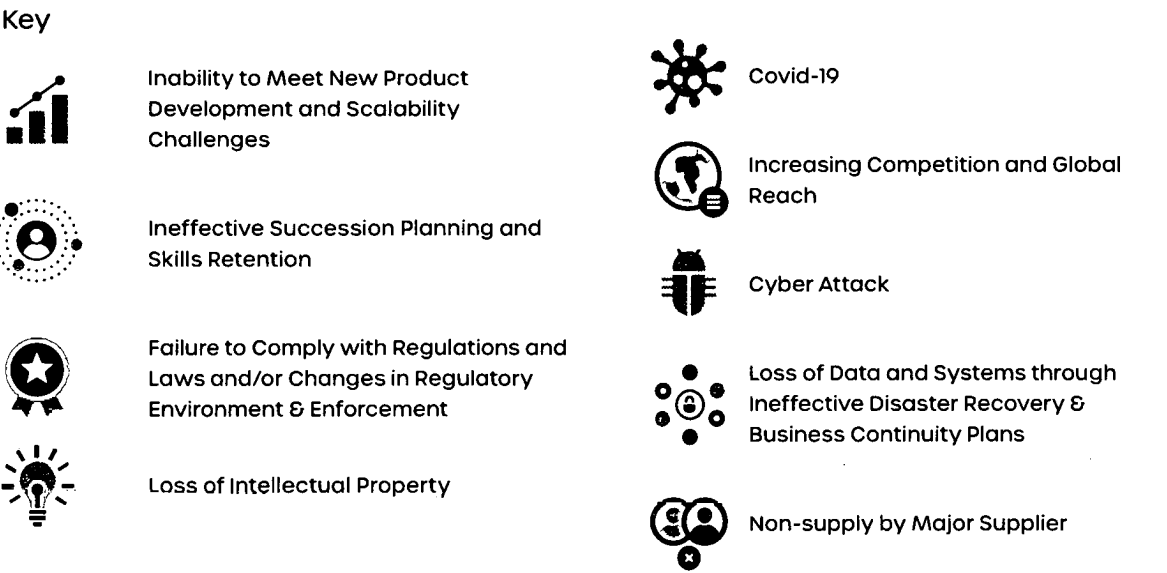 Key
Inability to Meet New Product
Development and Scalability
Challenges
Ineffective Succession Planning and
Skills Retention
Failure to Comply with Regulations and
Laws and/or Changes in Regulatory
Environment & Enforcement
Loss of Intellectual Property
Covid-19
Increasing Competition and Global
Reach
Cyber Attack
Loss of Data and Systems through
Ineffective Disaster Recovery &
Business Continuity Plans
Non-supply by Major Supplier